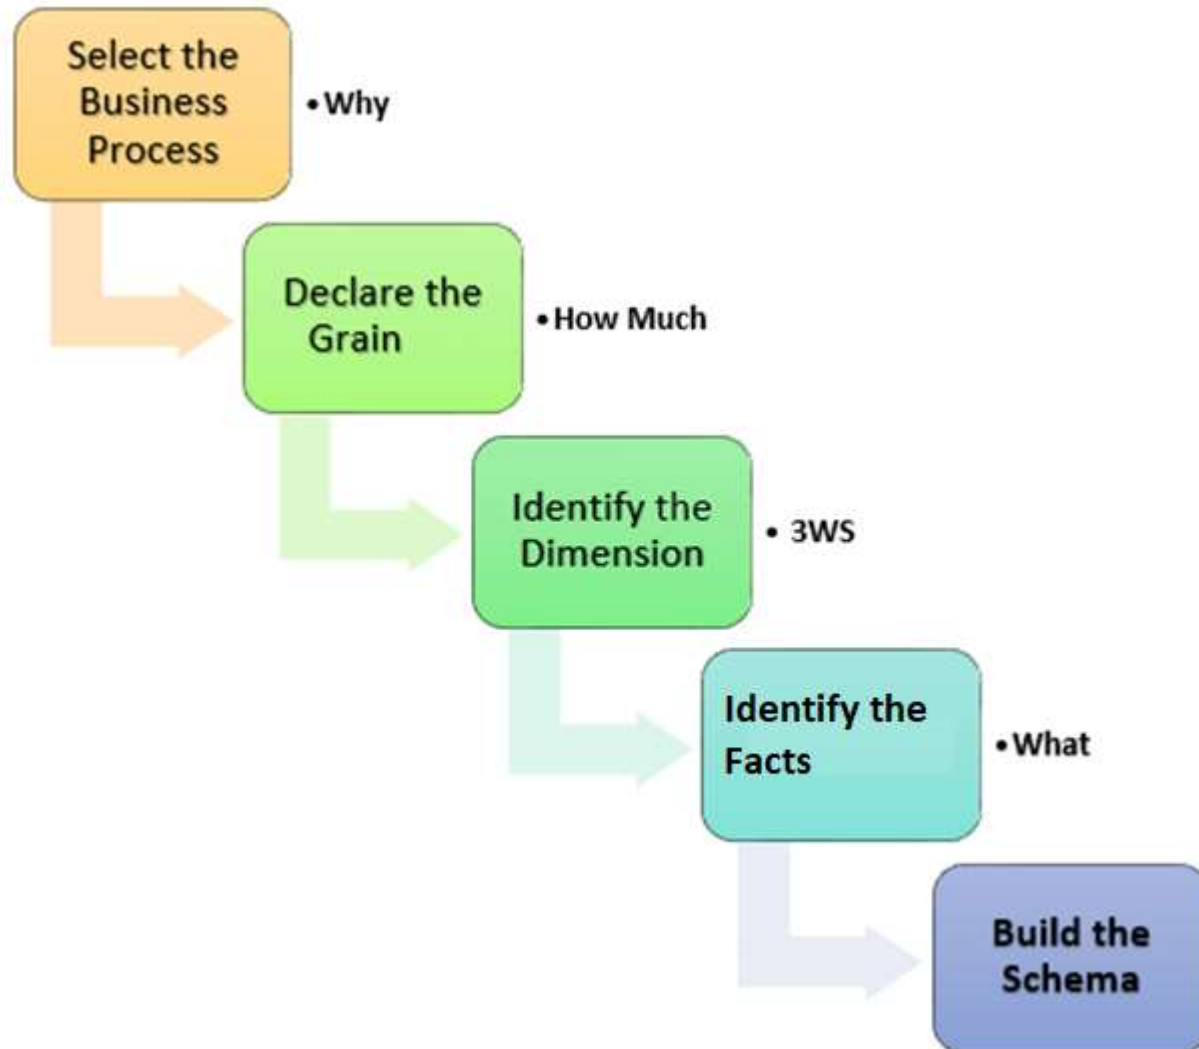 Select the
Business
Process
•Why
Declare the
Grain
•How Much
Identify the
Dimension
• 3WS
Identify the
Facts
•What
Build the
Schema